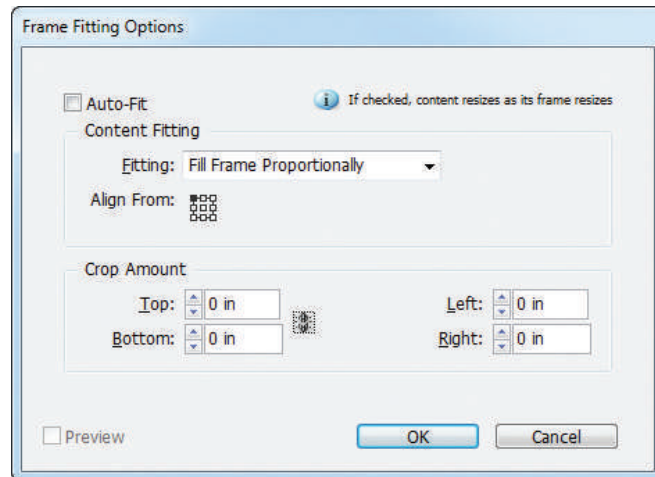 Frame Fitting Options
Auto-Fit
If checked, content resizes as its frame resizes
Content Fitting
Fitting: Fill Frame Proportionally
Align From:
Crop Amount
Top: 0 in
Left: 0 in
Bottom: 0 in
Right: 0 in
Preview
OK
Cancel